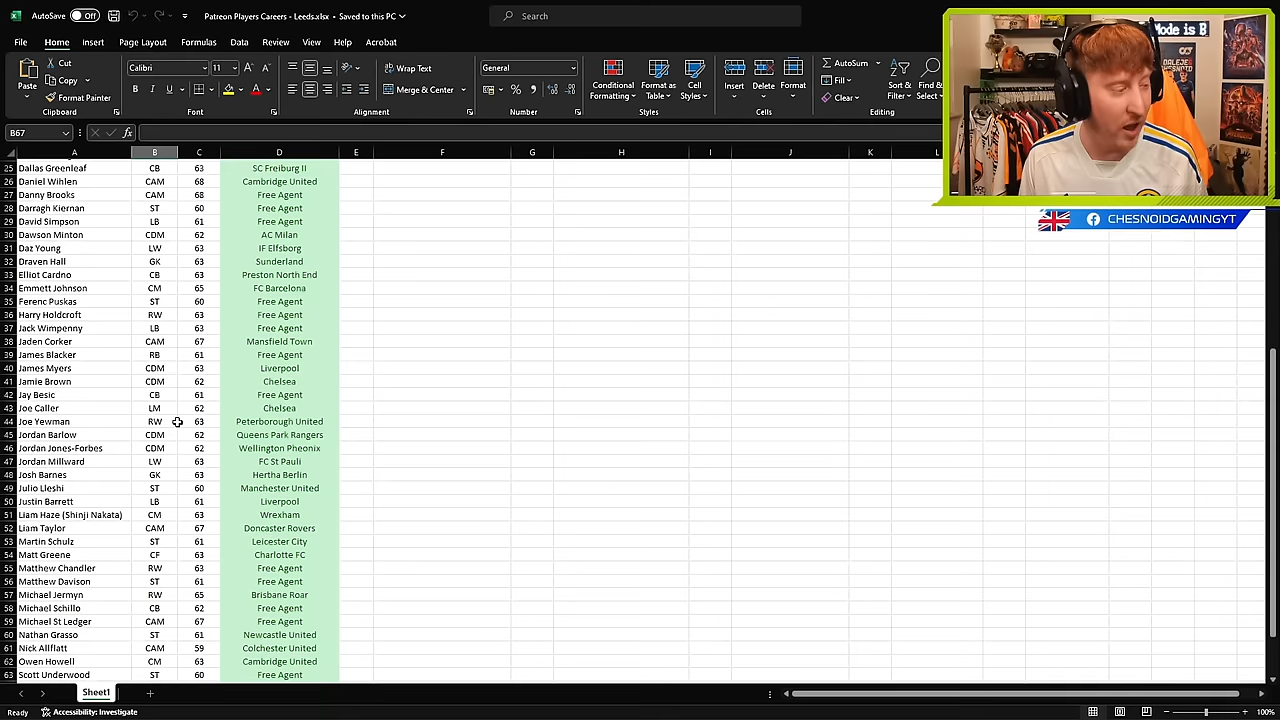 AutoSave Off Patreon Players Careers - Leeds.xlsx • Saved to this PC Search
File Home Insert Page Layout Formulas Data Review View Help Acrobat
Paste Cut Copy Format Painter Clipboard
Calibri 11 B I U Font
Wrap Text Merge & Center Alignment
General Number
Conditional Formatting Format as Table Cell Styles Styles
Insert Delete Format Cells
AutoSum Fill Clear Sort & Filter Find & Editing
Mode is B
CHESNOIDGAMINGYT
B67 fx
A B C D E F G H I J K L
25 Dallas Greenleaf CB 63 SC Freiburg II
26 Daniel Wihlen CAM 68 Cambridge United
27 Danny Brooks CAM 68 Free Agent
28 Darragh Kiernan ST 60 Free Agent
29 David Simpson LB 61 Free Agent
30 Dawson Minton CDM 62 AC Milan
31 Daz Young LW 63 IF Elfsborg
32 Draven Hall GK 63 Sunderland
33 Elliot Cardno CB 63 Preston North End
34 Emmett Johnson CM 65 FC Barcelona
35 Ferenc Puskas ST 60 Free Agent
36 Harry Holdcroft RW 63 Free Agent
37 Jack Wimpenny LB 63 Free Agent
38 Jaden Corker CAM 67 Mansfield Town
39 James Blacker RB 61 Free Agent
40 James Myers CDM 63 Liverpool
41 Jamie Brown CDM 62 Chelsea
42 Jay Besic CB 61 Free Agent
43 Joe Caller LM 62 Chelsea
44 Joe Yewman RW 63 Peterborough United
45 Jordan Barlow CDM 62 Queens Park Rangers
46 Jordan Jones-Forbes CDM 62 Wellington Pheonix
47 Jordan Millward LW 63 FC St Pauli
48 Josh Barnes GK 63 Hertha Berlin
49 Julio Lleshi ST 60 Manchester United
50 Justin Barrett LB 61 Liverpool
51 Liam Haze (Shinji Nakata) CM 63 Wrexham
52 Liam Taylor CAM 67 Doncaster Rovers
53 Martin Schulz ST 61 Leicester City
54 Matt Greene CF 63 Charlotte FC
55 Matthew Chandler RW 63 Free Agent
56 Matthew Davison ST 61 Free Agent
57 Michael Jermyn RW 65 Brisbane Roar
58 Michael Schillo CB 62 Free Agent
59 Michael St Ledger CAM 67 Free Agent
60 Nathan Grasso ST 61 Newcastle United
61 Nick Allflatt CAM 59 Colchester United
62 Owen Howell CM 63 Cambridge United
63 Scott Underwood ST 60 Free Agent
Sheet1
Ready Accessibility: Investigate 100%